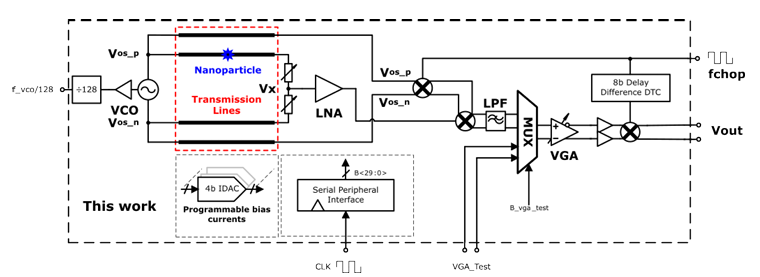 Vos_p
Vos_p
Nanoparticle
fchop
f_vco/128
÷128
VCO
Vx
8b Delay
Difference DTC
LPF
Transmission
Lines
LNA
Vos_n
Vos_n
MUX
+
−
VGA
Vout
4b IDAC
Programmable bias
currents
B<29:0>
Serial Peripheral
Interface
This work
B_vga_test
CLK
VGA_Test